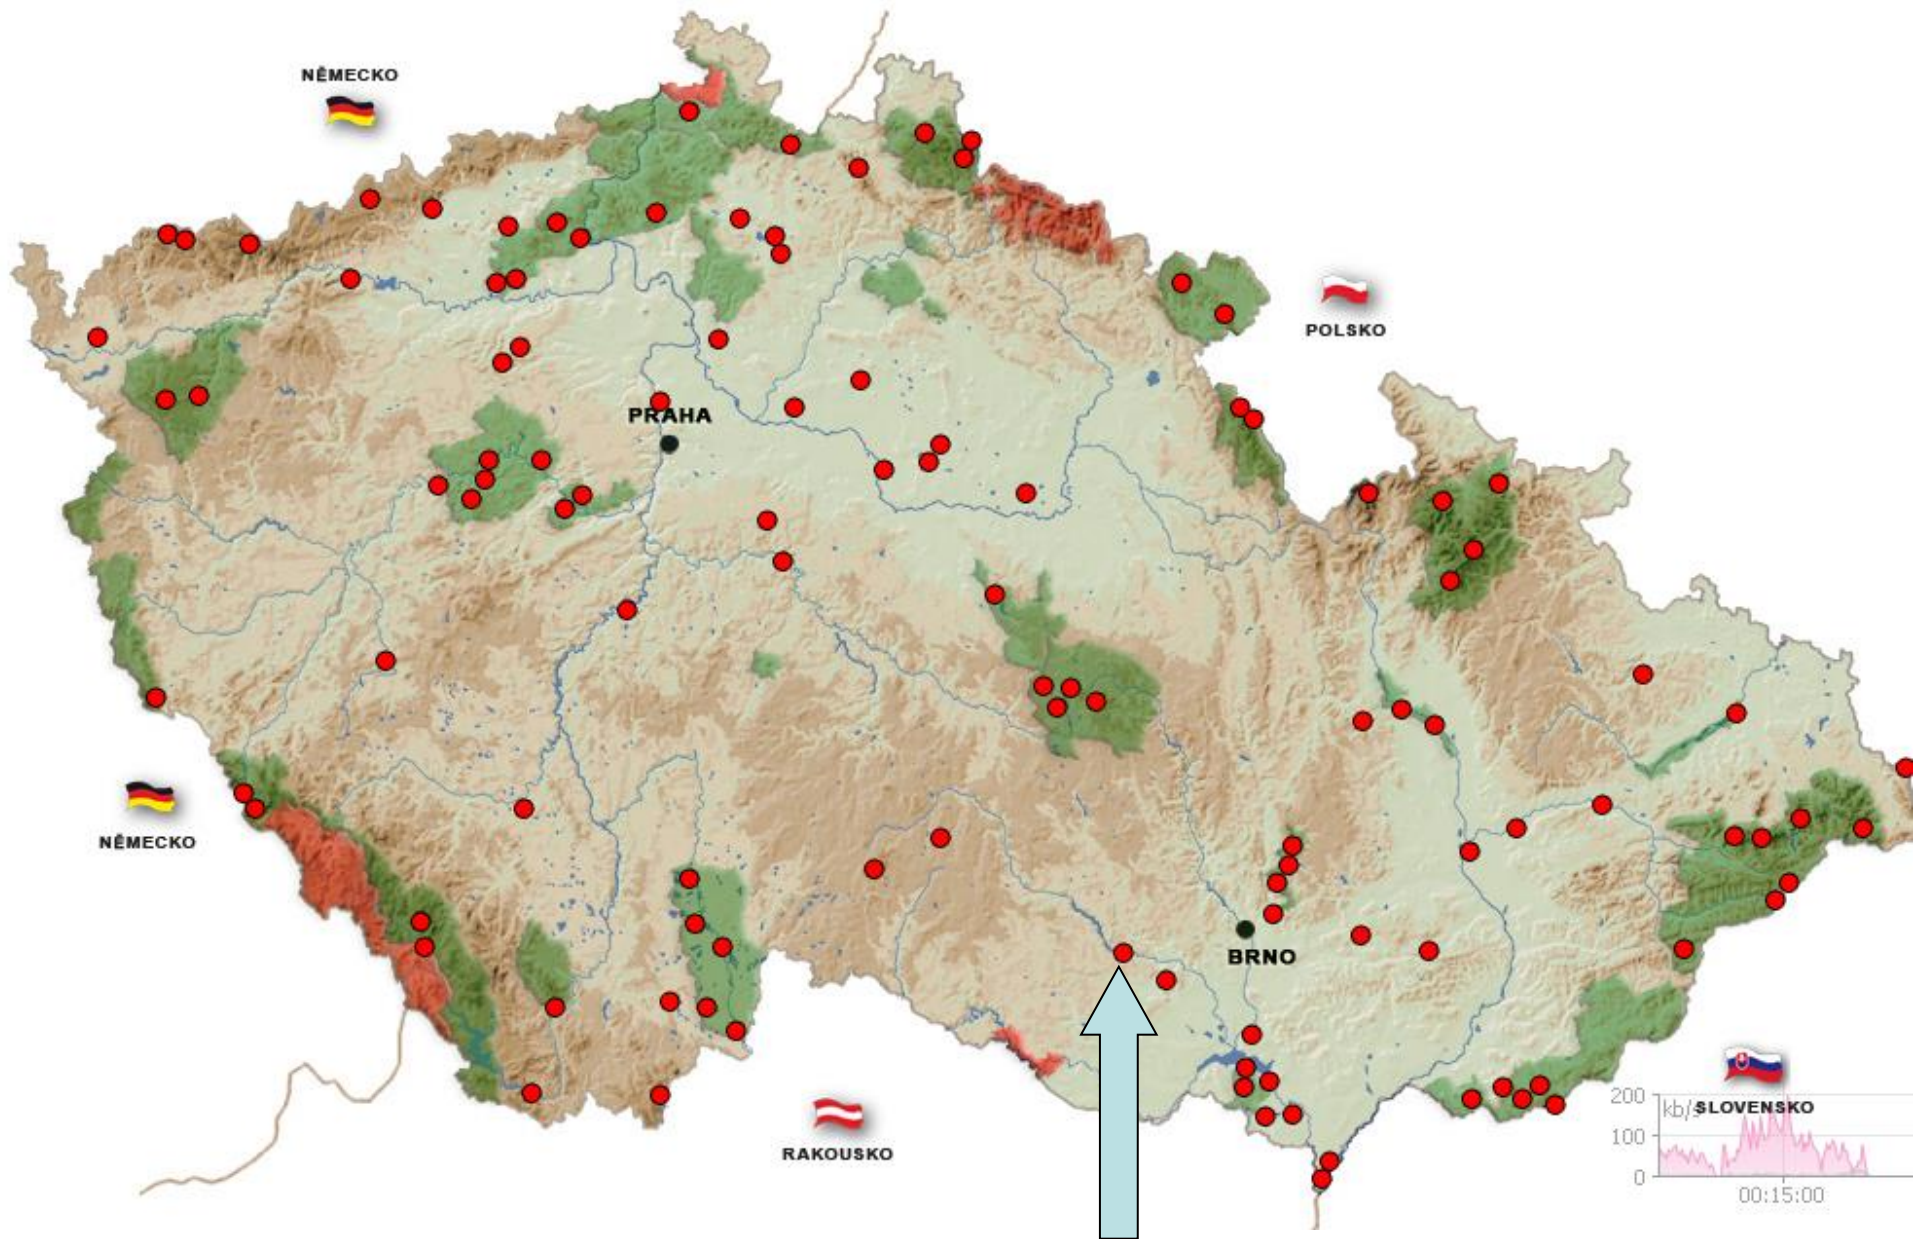 NĚMECKO
POLSKO
PRAHA
NĚMECKO
BRNO
RAKOUSKO
SLOVENSKO
200
kb/s
100
0
00:15:00